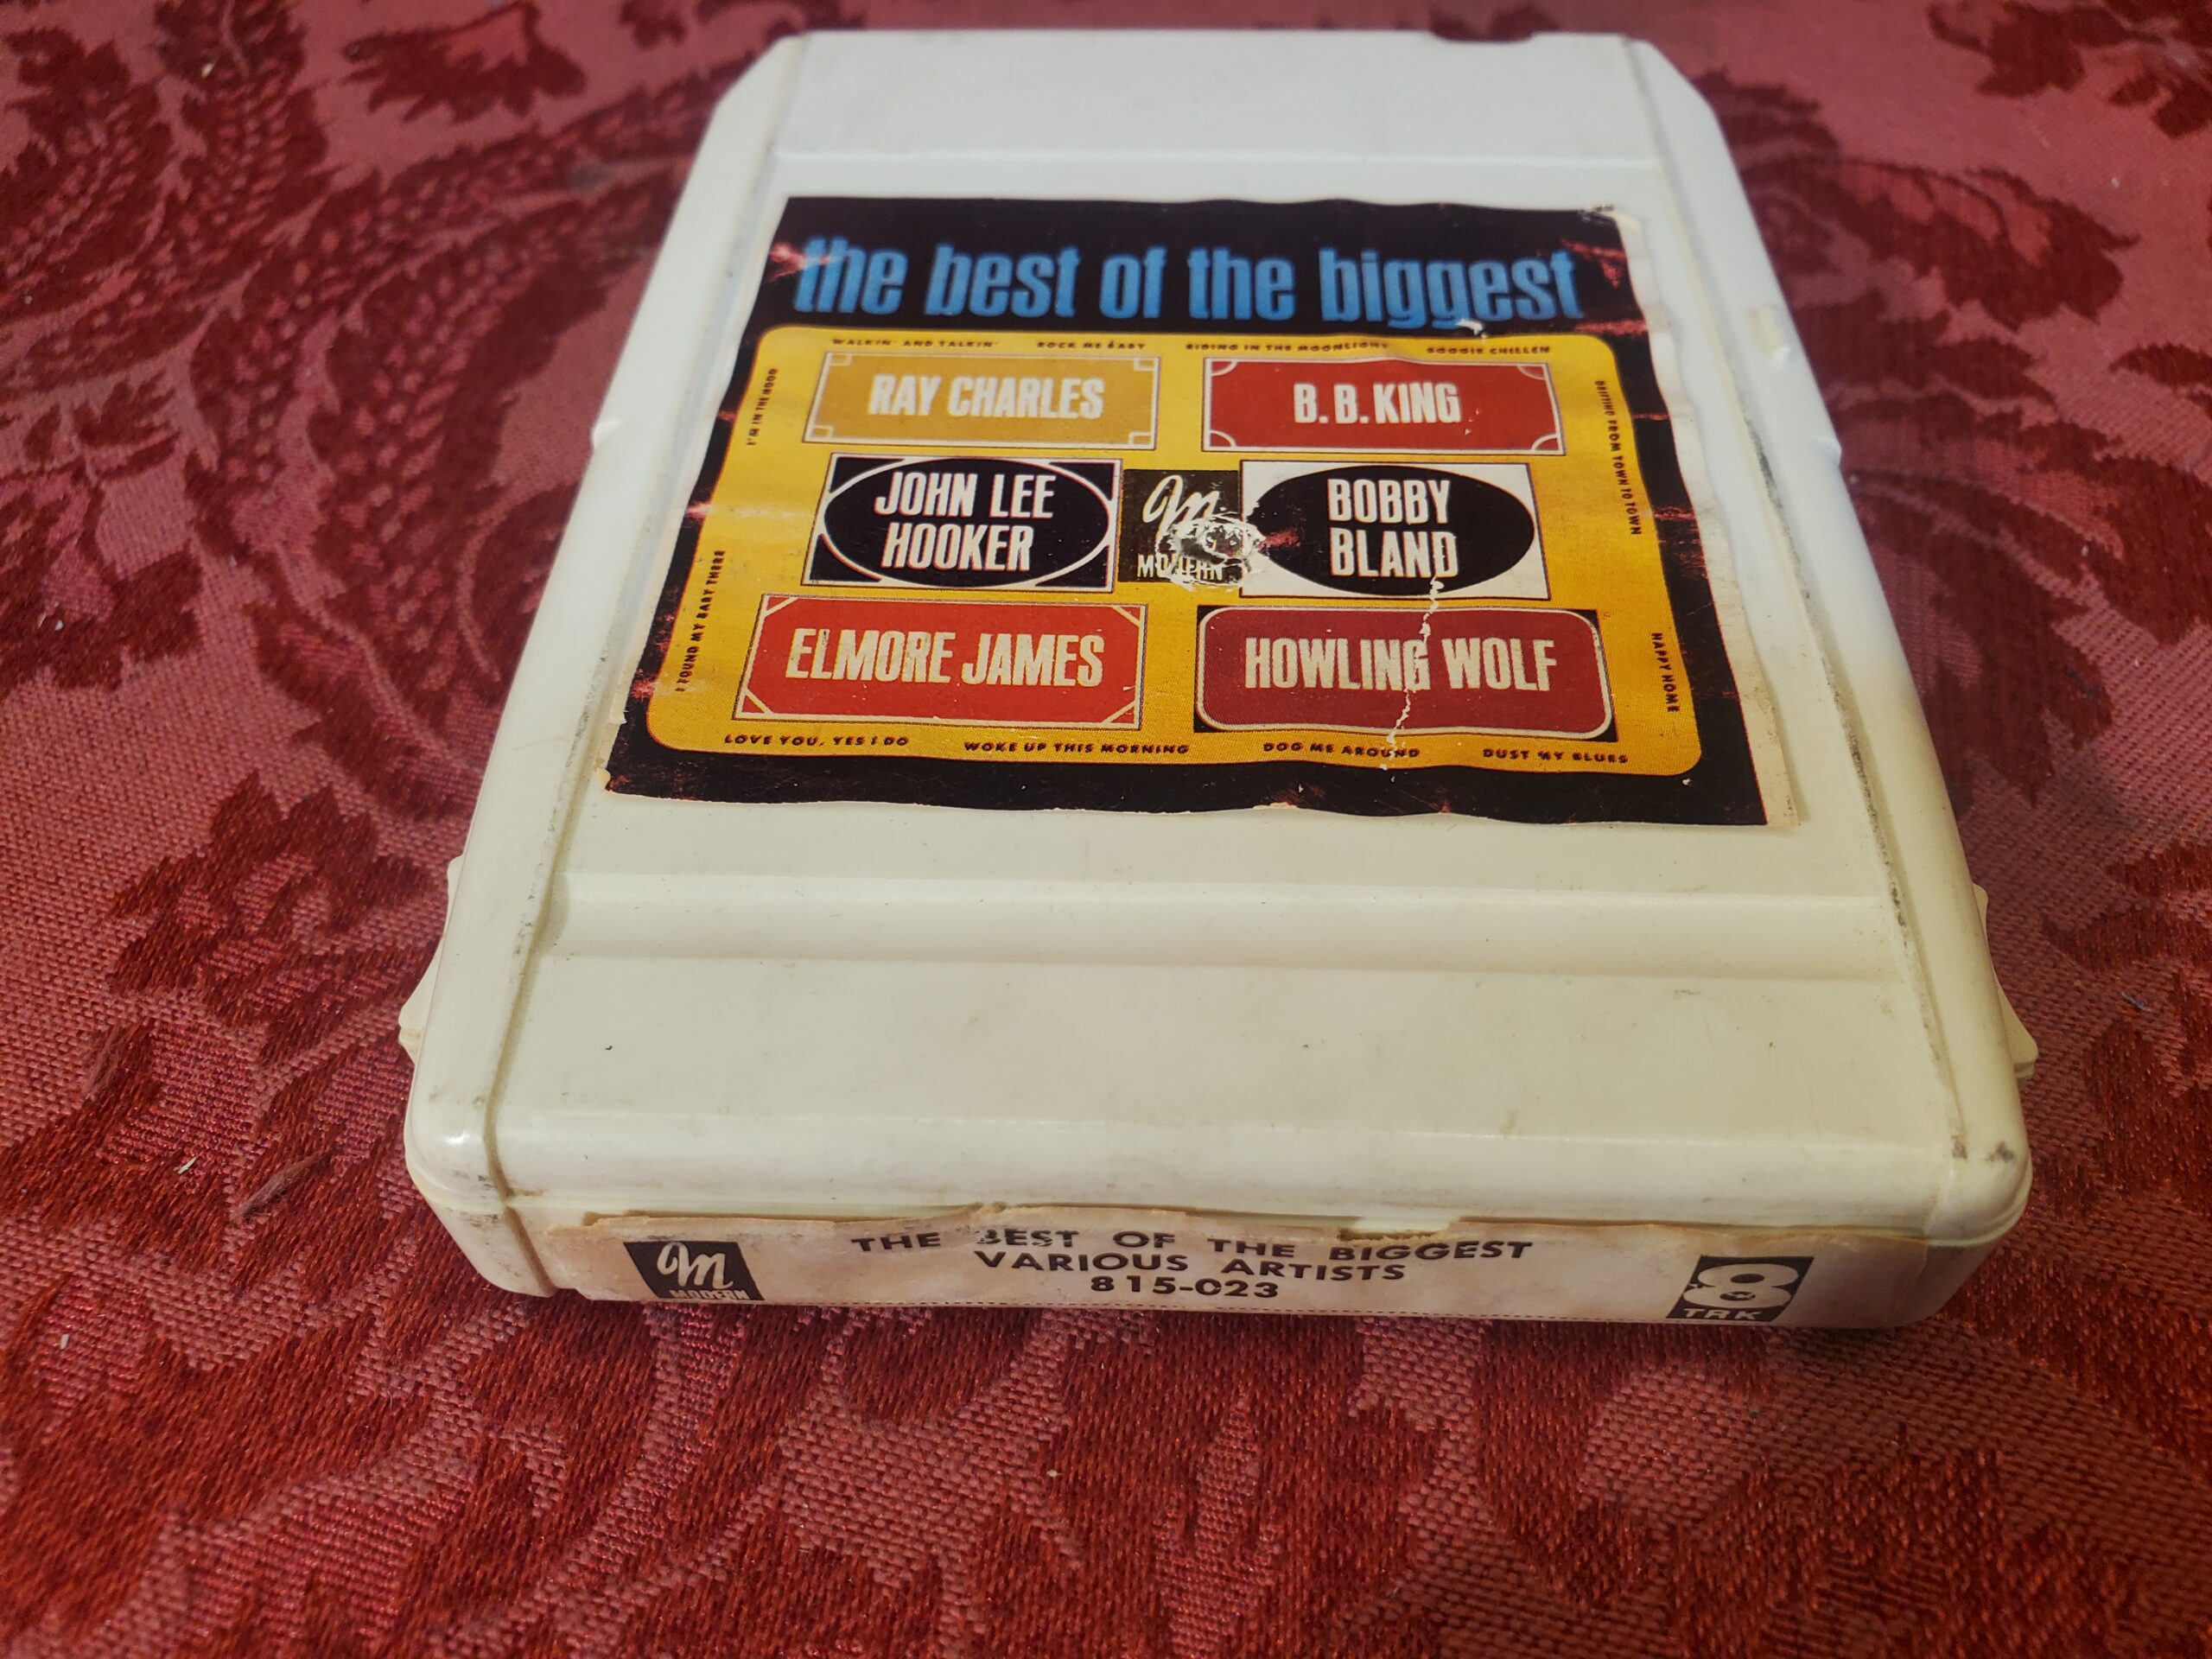 the best of the biggest
WALKIN' AND TALKIN' ROCK ME BABY RIDING IN THE MOONLIGHT BOOGIE CHILLEN
I'M IN THE MOOD
RAY CHARLES
B. B. KING
DRIFTING FROM TOWN TO TOWN
JOHN LEE
HOOKER
m
MODERN
BOBBY
BLAND
I FOUND MY BABY THERE
ELMORE JAMES
HOWLING WOLF
HAPPY HOME
LOVE YOU, YES I DO WOKE UP THIS MORNING DOG ME AROUND DUST MY BLUES
m
MODERN
THE BEST OF THE BIGGEST
VARIOUS ARTISTS
815-023
8
TRK